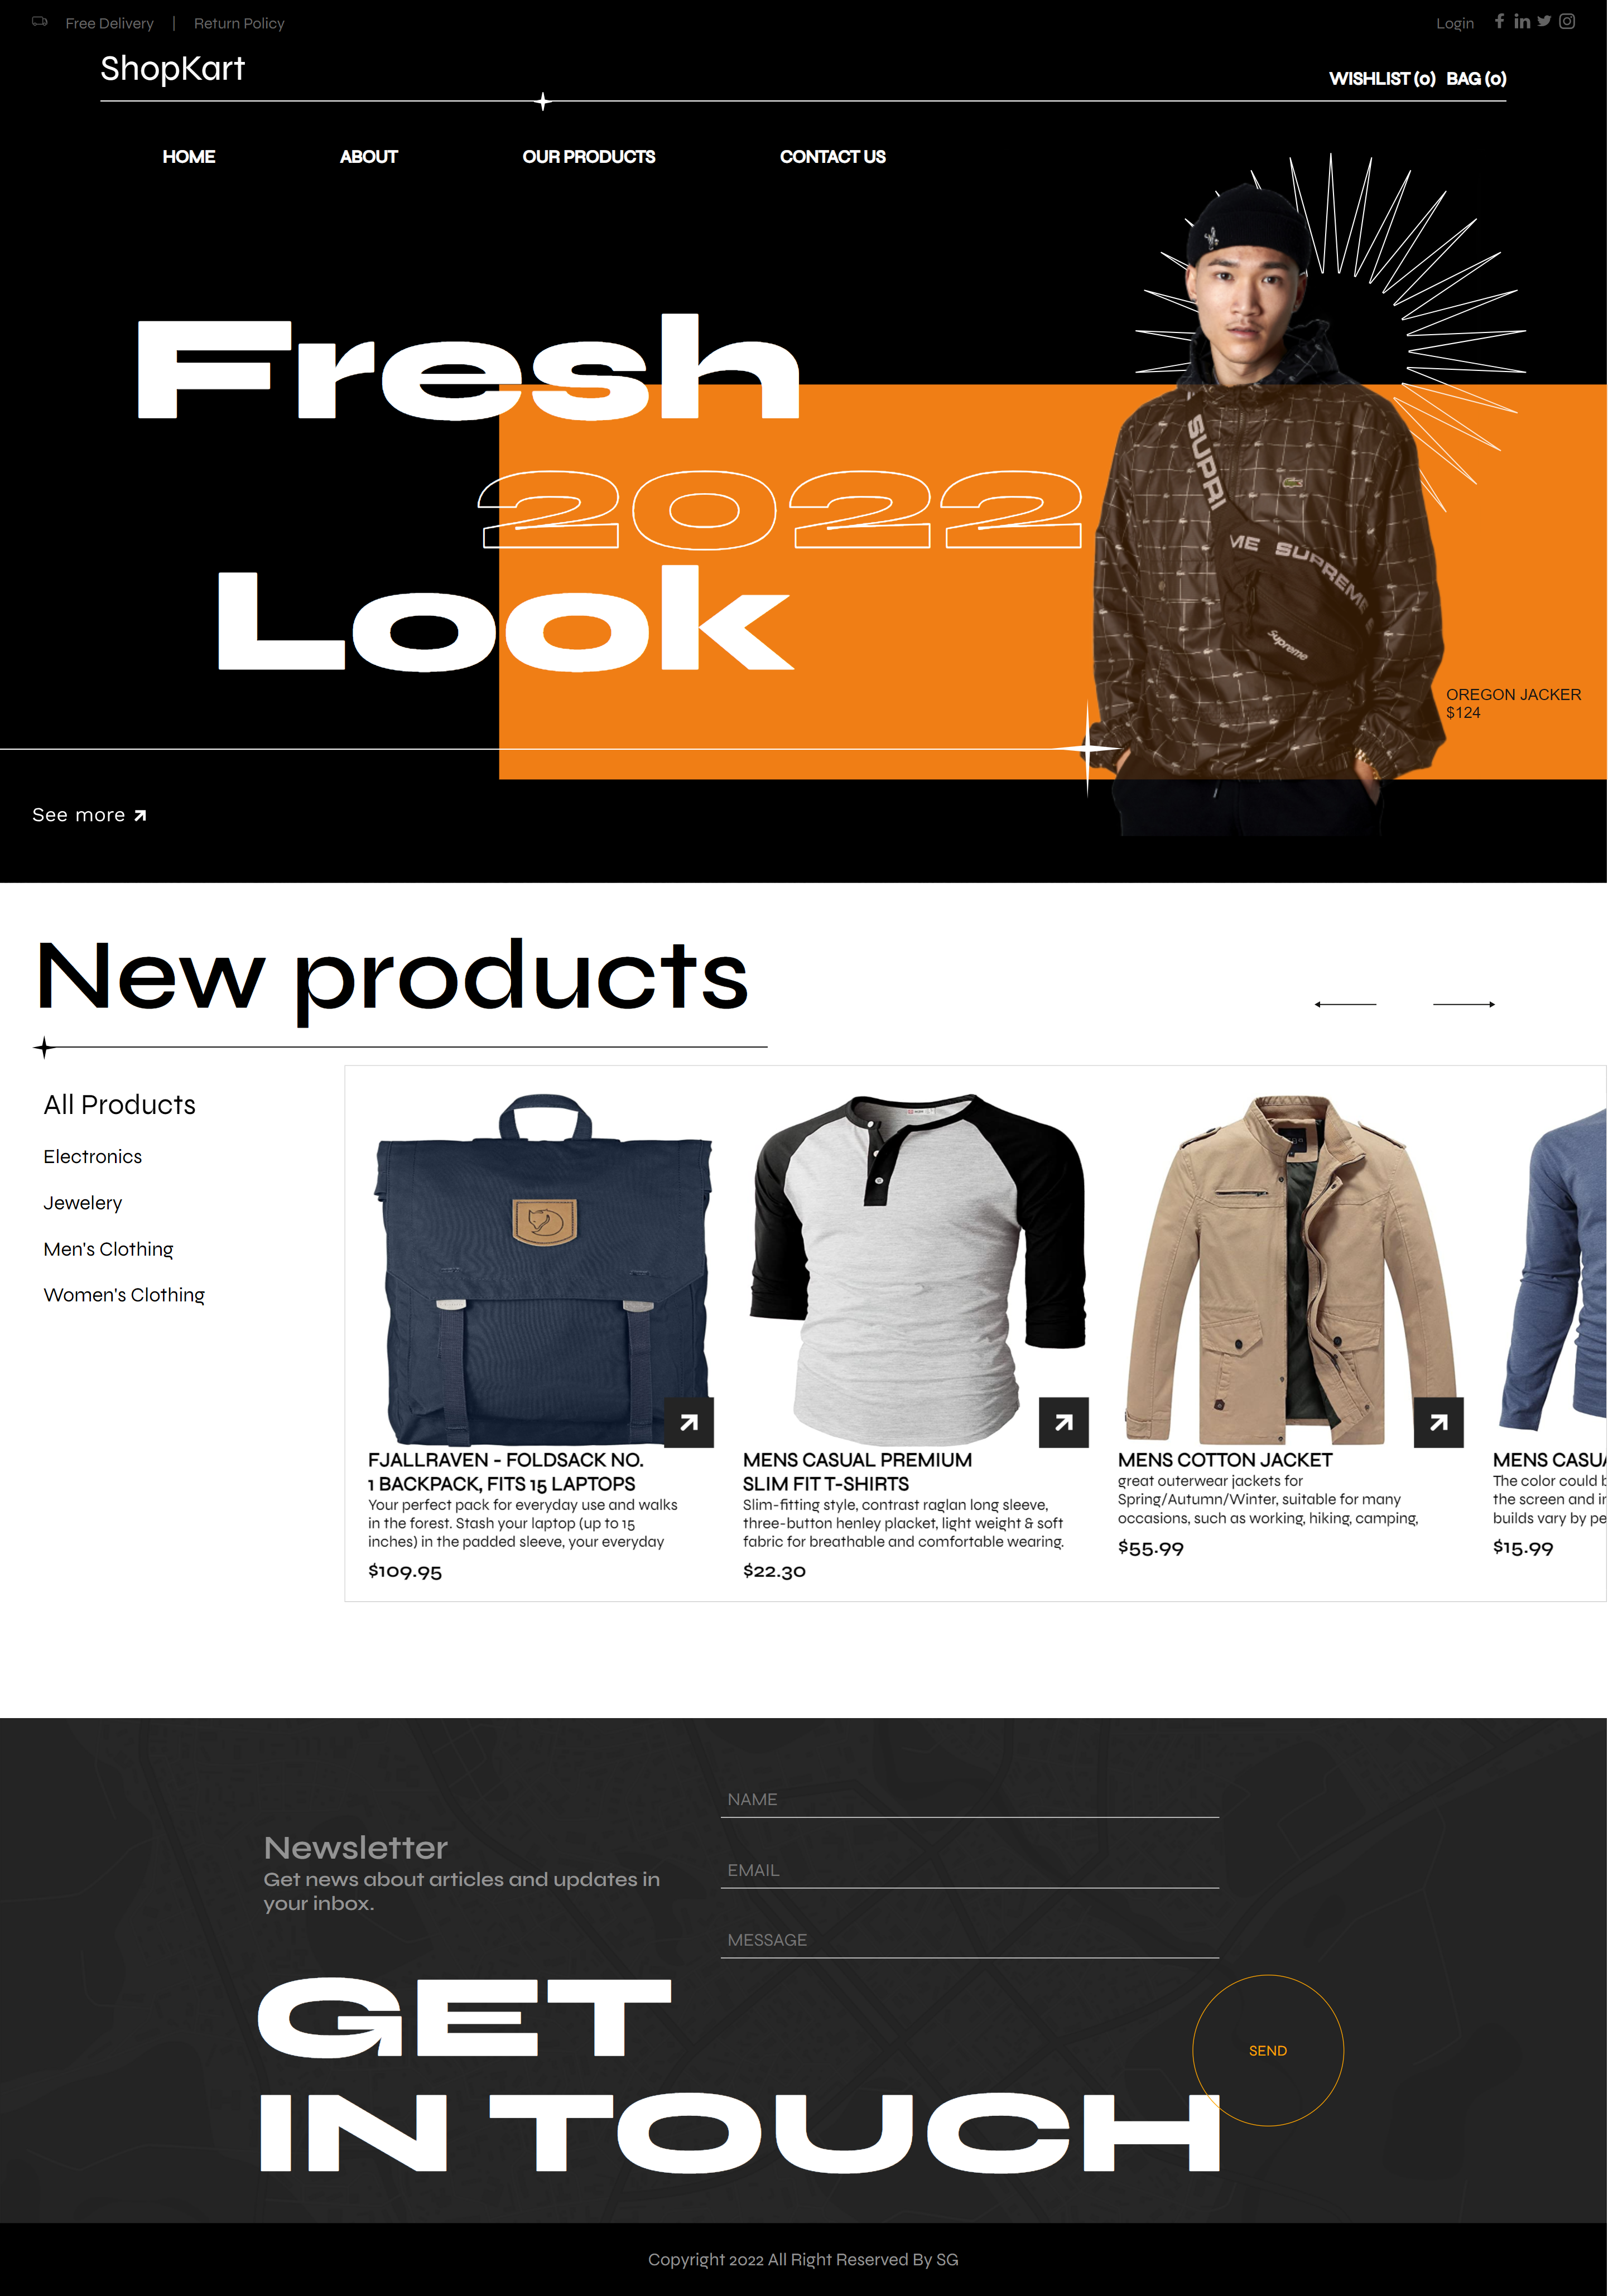 Free Delivery | Return Policy
Login
ShopKart
WISHLIST (0) BAG (0)
HOME ABOUT OUR PRODUCTS CONTACT US
Fresh
2022
Look
SUPRI
ME SUPREME
Supreme
OREGON JACKER
$124
See more
New products
All Products
Electronics
Jewelery
Men's Clothing
Women's Clothing
FJALLRAVEN - FOLDSACK NO.
1 BACKPACK, FITS 15 LAPTOPS
Your perfect pack for everyday use and walks
in the forest. Stash your laptop (up to 15
inches) in the padded sleeve, your everyday
$109.95
MENS CASUAL PREMIUM
SLIM FIT T-SHIRTS
Slim-fitting style, contrast raglan long sleeve,
three-button henley placket, light weight & soft
fabric for breathable and comfortable wearing.
$22.30
MENS COTTON JACKET
great outerwear jackets for
Spring/Autumn/Winter, suitable for many
occasions, such as working, hiking, camping,
$55.99
MENS CASUA
The color could b
the screen and in
builds vary by pe
$15.99
NAME
Newsletter
Get news about articles and updates in
your inbox.
EMAIL
MESSAGE
GET
IN TOUCH
SEND
Copyright 2022 All Right Reserved By SG